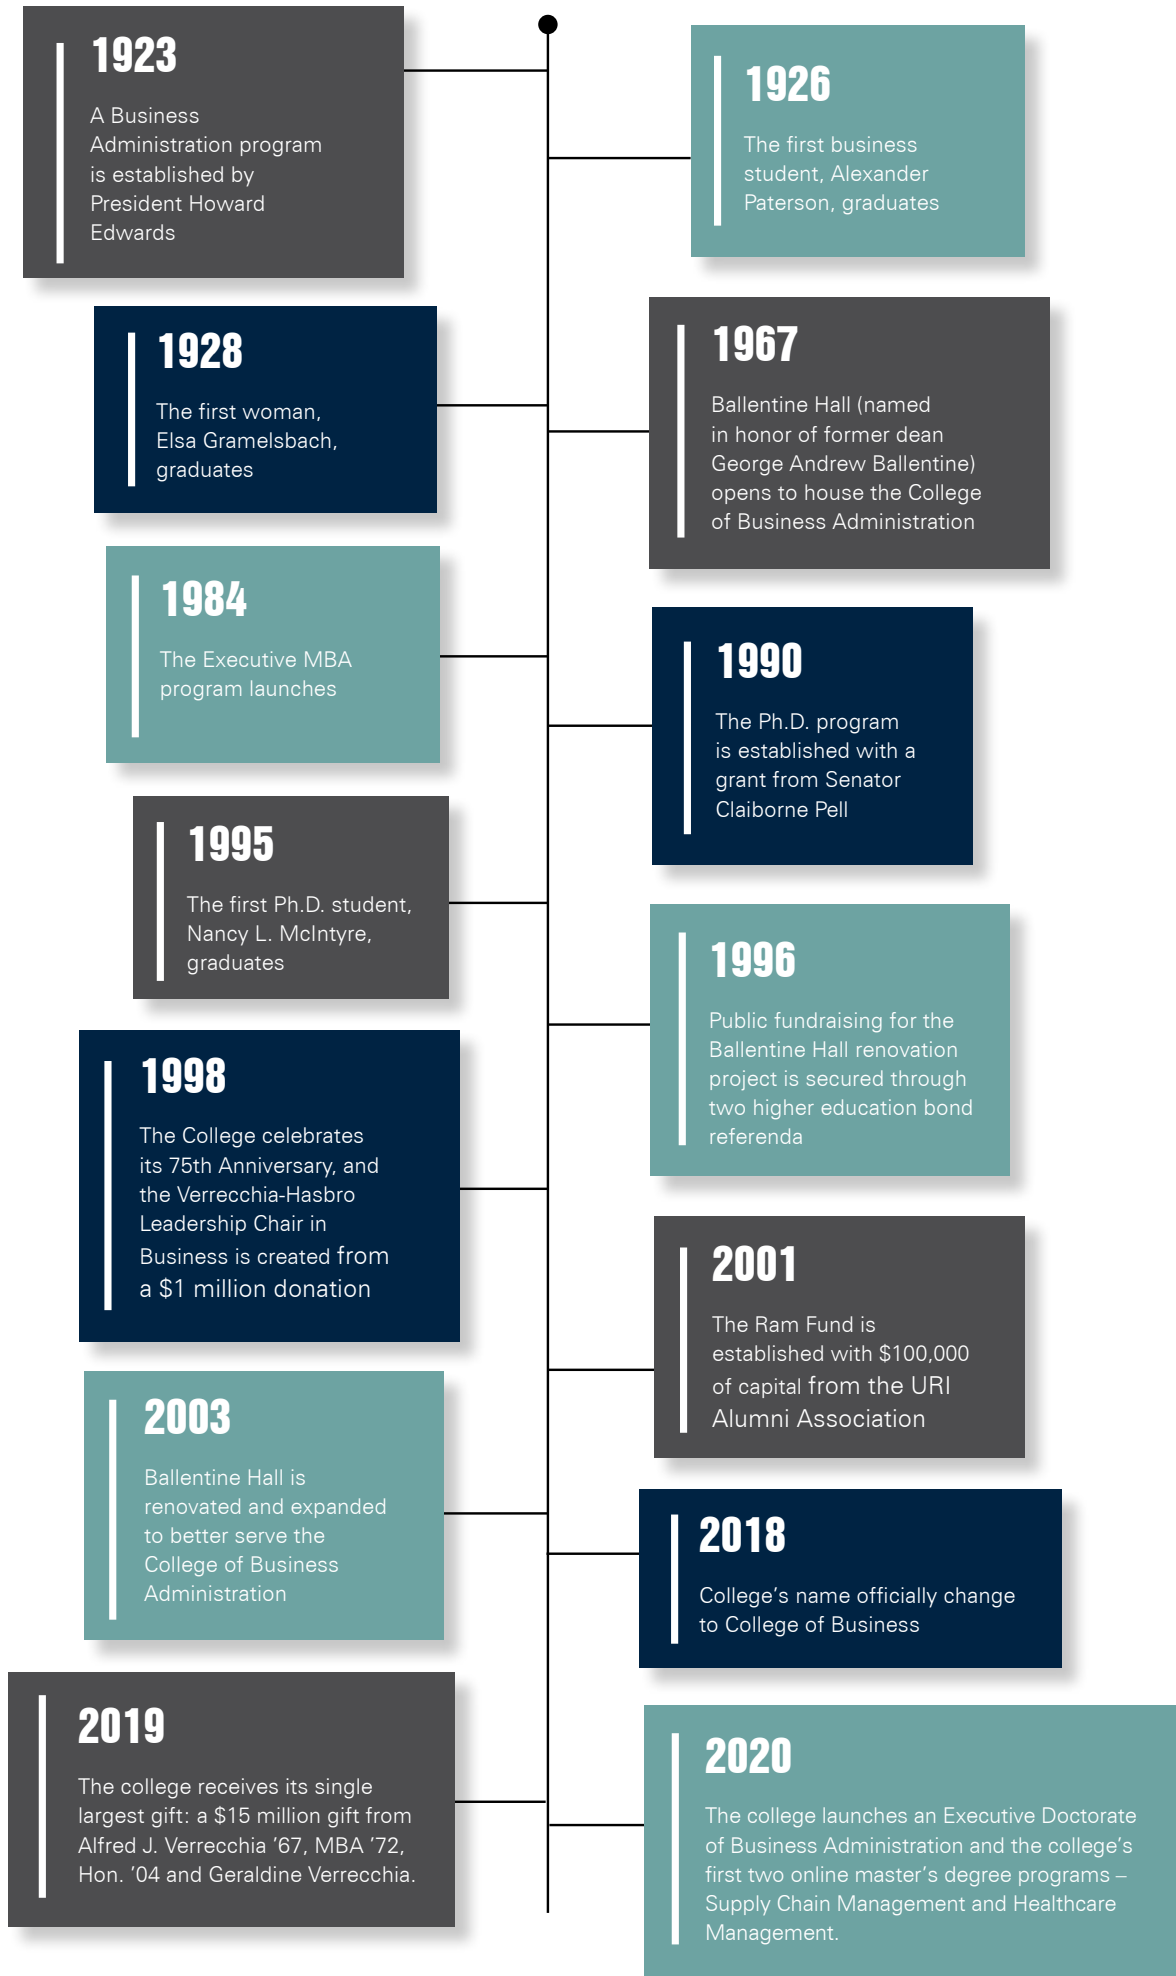 1923
A Business
Administration program
is established by
President Howard
Edwards
1926
The first business
student, Alexander
Paterson, graduates
1928
The first woman,
Elsa Gramelsbach,
graduates
1967
Ballentine Hall (named
in honor of former dean
George Andrew Ballentine)
opens to house the College
of Business Administration
1984
The Executive MBA
program launches
1990
The Ph.D. program
is established with a
grant from Senator
Claiborne Pell
1995
The first Ph.D. student,
Nancy L. McIntyre,
graduates
1996
Public fundraising for the
Ballentine Hall renovation
project is secured through
two higher education bond
referenda
1998
The College celebrates
its 75th Anniversary, and
the Verrecchia-Hasbro
Leadership Chair in
Business is created from
a $1 million donation
2001
The Ram Fund is
established with $100,000
of capital from the URI
Alumni Association
2003
Ballentine Hall is
renovated and expanded
to better serve the
College of Business
Administration
2018
College’s name officially change
to College of Business
2019
The college receives its single
largest gift: a $15 million gift from
Alfred J. Verrecchia ’67, MBA ’72,
Hon. ’04 and Geraldine Verrecchia.
2020
The college launches an Executive Doctorate
of Business Administration and the college’s
first two online master’s degree programs –
Supply Chain Management and Healthcare
Management.